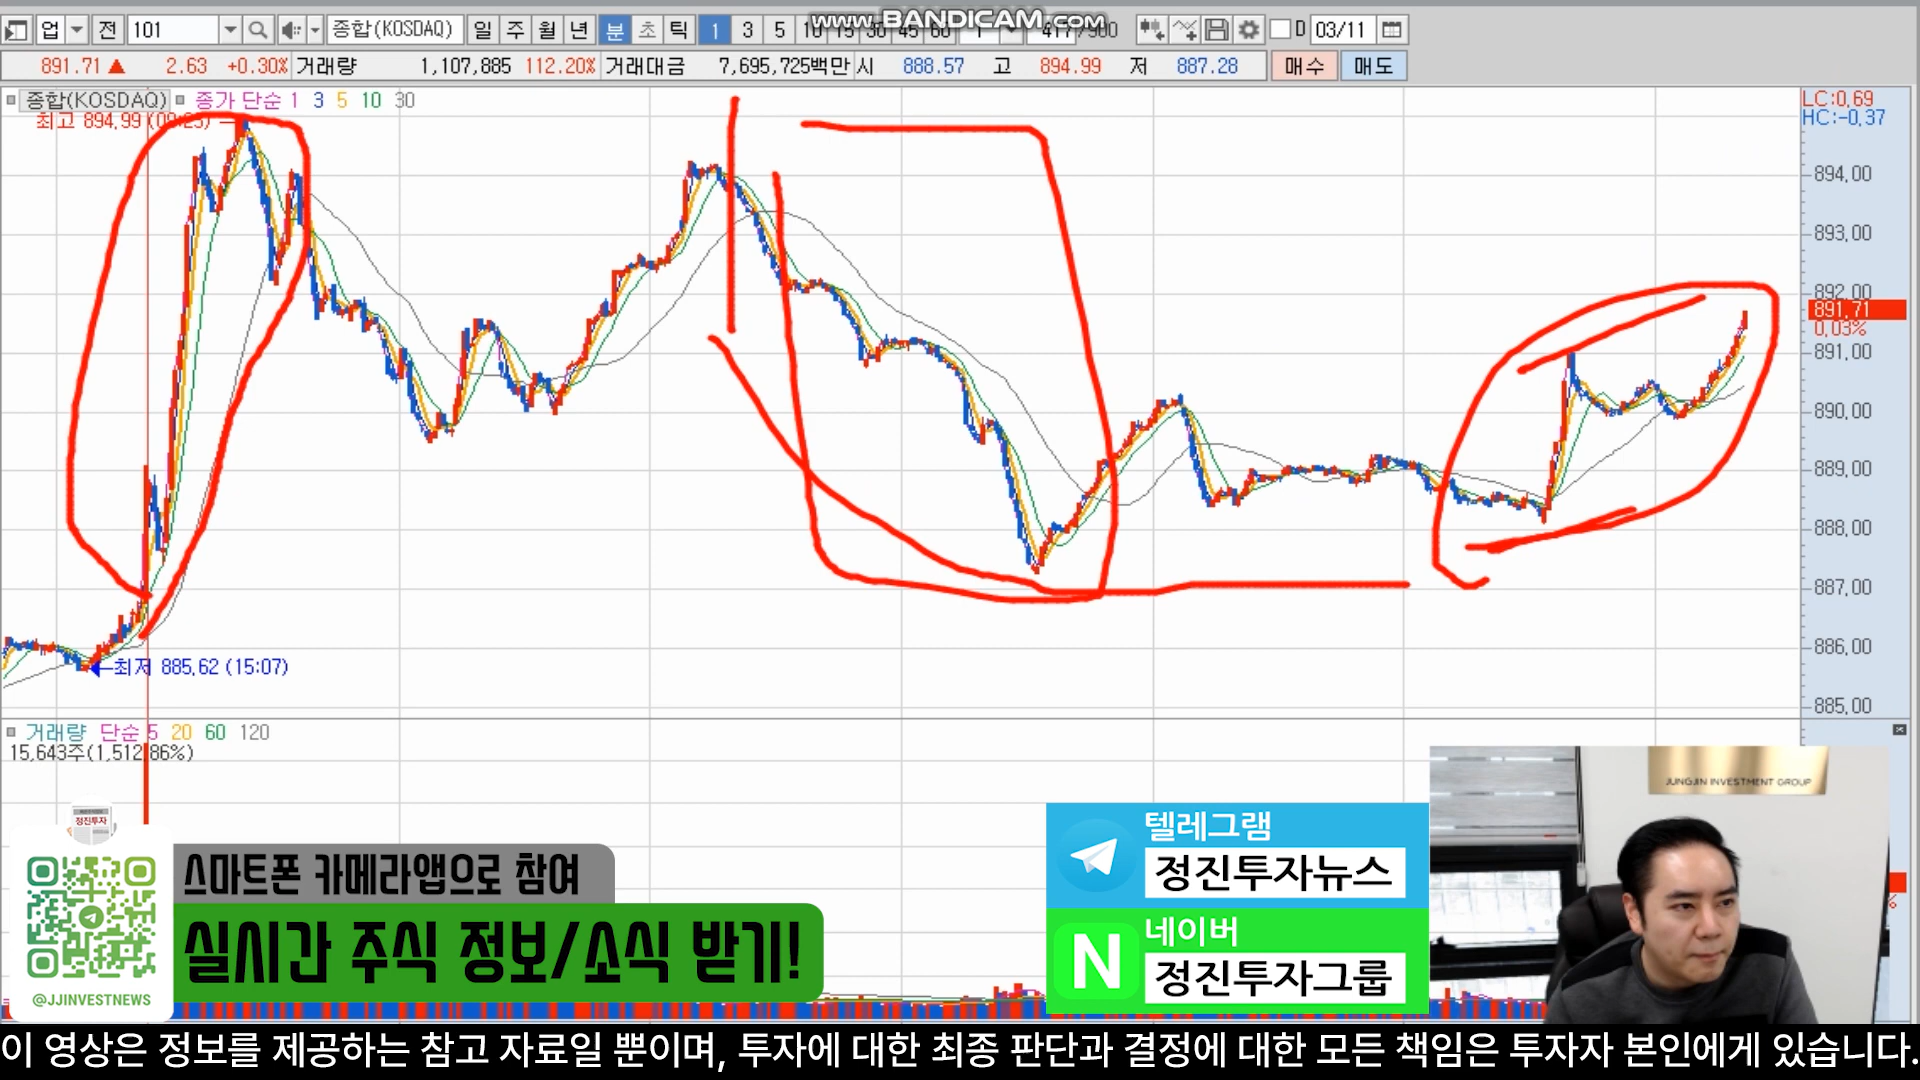 www.BANDICAM.com
업 전 101 종합(KOSDAQ) 일 주 월 년 분 초 틱 1 3 5 10 15 30 45 60 417/900 D 03/11
891.71 ▲ 2.63 +0.30% 거래량 1,107,885 112.20% 거래대금 7,695,725백만 시 888.57 고 894.99 저 887.28 매수 매도
종합(KOSDAQ) 종가 단순 1 3 5 10 30
최고 894.99
LC:0.69
HC:-0.37
894.00
893.00
892.00
891.71
0.03%
891.00
890.00
889.00
888.00
887.00
886.00
885.00
최저 885.62 (15:07)
거래량 단순 5 20 60 120
15,643주(1,512.86%)
JUNGJIN INVESTMENT GROUP
정진투자
@JJINVESTNEWS
스마트폰 카메라앱으로 참여
실시간 주식 정보/소식 받기!
텔레그램
정진투자뉴스
N
네이버
정진투자그룹
이 영상은 정보를 제공하는 참고 자료일 뿐이며, 투자에 대한 최종 판단과 결정에 대한 모든 책임은 투자자 본인에게 있습니다.